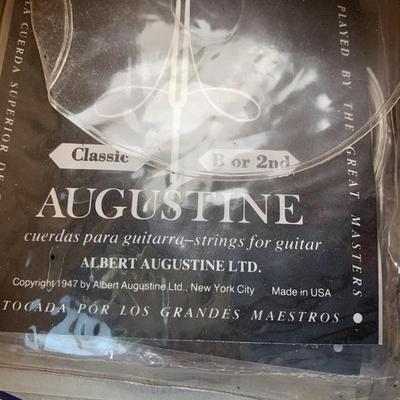 LA CUERDA SUPERIOR DE
PLAYED BY THE GREAT MASTERS •
Classic
B or 2nd
AUGUSTINE
cuerdas para guitarra—strings for guitar
ALBERT AUGUSTINE LTD.
Copyright 1947 by Albert Augustine Ltd., New York City Made in USA
TOCADA POR LOS GRANDES MAESTROS •